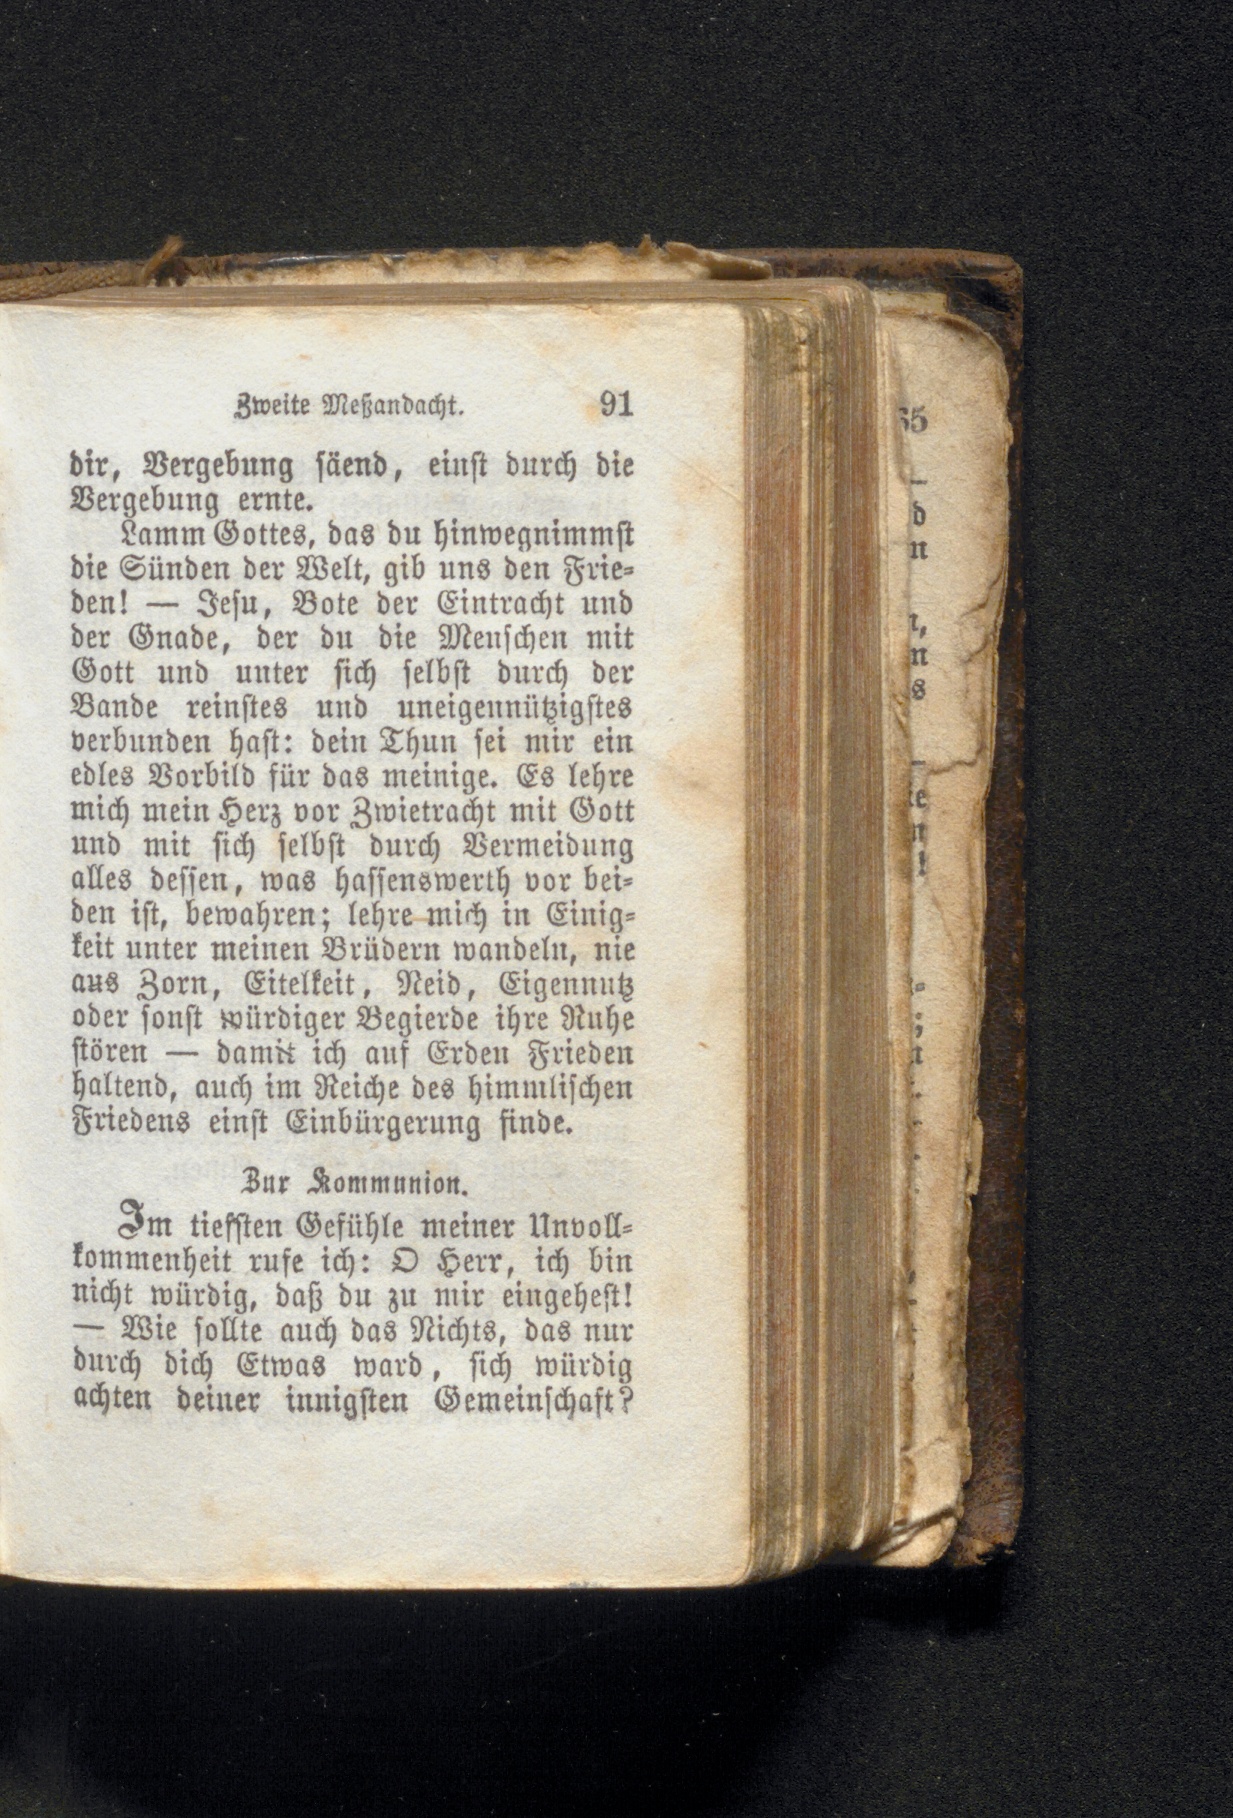 Zweite Meßandacht. 91
dir, Vergebung säend, einst durch die
Vergebung ernte.
Lamm Gottes, das du hinwegnimmst
die Sünden der Welt, gib uns den Frie-
den! — Jesu, Bote der Eintracht und
der Gnade, der du die Menschen mit
Gott und unter sich selbst durch der
Bande reinstes und uneigennützigstes
verbunden hast: dein Thun sei mir ein
edles Vorbild für das meinige. Es lehre
mich mein Herz vor Zwietracht mit Gott
und mit sich selbst durch Vermeidung
alles dessen, was hassenswerth vor bei-
den ist, bewahren; lehre mich in Einig-
keit unter meinen Brüdern wandeln, nie
aus Zorn, Eitelkeit, Neid, Eigennutz
oder sonst würdiger Begierde ihre Ruhe
stören — damit ich auf Erden Frieden
haltend, auch im Reiche des himmlischen
Friedens einst Einbürgerung finde.
Zur Kommunion.
Im tiefsten Gefühle meiner Unvoll-
kommenheit rufe ich: O Herr, ich bin
nicht würdig, daß du zu mir eingehest!
— Wie sollte auch das Nichts, das nur
durch dich Etwas ward, sich würdig
achten deiner innigsten Gemeinschaft?